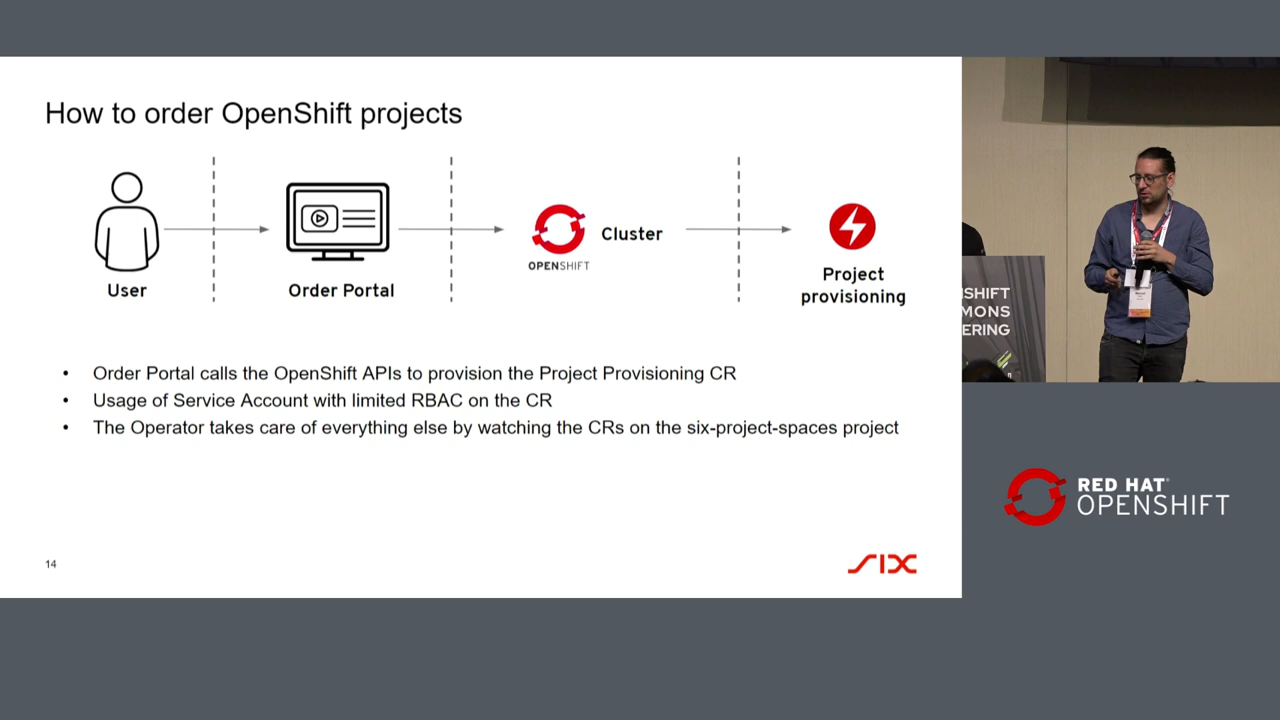 How to order OpenShift projects
User
Order Portal
OPENSHIFT
Cluster
Project
provisioning
• Order Portal calls the OpenShift APIs to provision the Project Provisioning CR
• Usage of Service Account with limited RBAC on the CR
• The Operator takes care of everything else by watching the CRs on the six-project-spaces project
14
SIX
SHIFT
MONS
ERING
RED HAT
OPENSHIFT